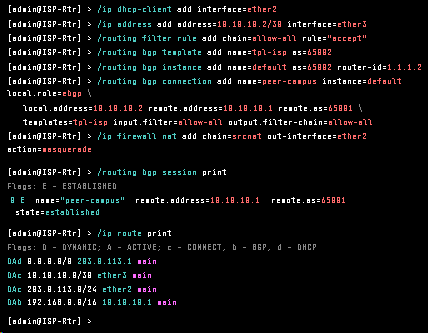 [admin@ISP-Rtr] > /ip dhcp-client add interface=ether2
[admin@ISP-Rtr] > /ip address add address=10.10.10.2/30 interface=ether3
[admin@ISP-Rtr] > /routing filter rule add chain=allow-all rule="accept"
[admin@ISP-Rtr] > /routing bgp template add name=tpl-isp as=65002
[admin@ISP-Rtr] > /routing bgp instance add name=default as=65002 router-id=1.1.1.2
[admin@ISP-Rtr] > /routing bgp connection add name=peer-campus instance=default
local.role=ebgp \
local.address=10.10.10.2 remote.address=10.10.10.1 remote.as=65001 \
templates=tpl-isp input.filter=allow-all output.filter-chain=allow-all
[admin@ISP-Rtr] > /ip firewall nat add chain=srcnat out-interface=ether2
action=masquerade
[admin@ISP-Rtr] > /routing bgp session print
Flags: E - ESTABLISHED
0 E name="peer-campus" remote.address=10.10.10.1 remote.as=65001
state=established
[admin@ISP-Rtr] > /ip route print
Flags: D - DYNAMIC; A - ACTIVE; c - CONNECT, b - BGP, d - DHCP
DAd 0.0.0.0/0 203.0.113.1 main
DAc 10.10.10.0/30 ether3 main
DAc 203.0.113.0/24 ether2 main
DAb 192.168.0.0/16 10.10.10.1 main
[admin@ISP-Rtr] >